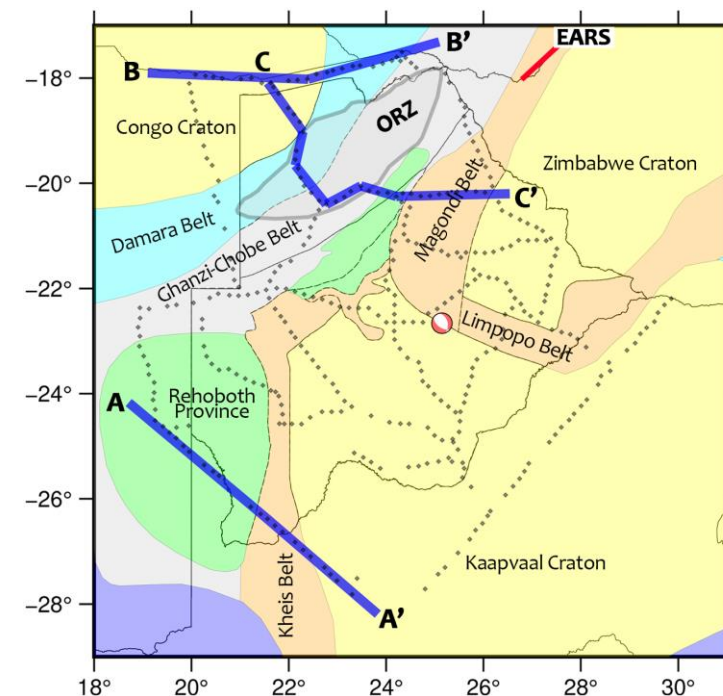 EARS
B'
B
C
−18°
ORZ
Congo Craton
Zimbabwe Craton
−20°
C'
Magondi Belt
Damara Belt
Ghanzi-Chobe Belt
−22°
Limpopo Belt
−24°
A
Rehoboth
Province
−26°
Kaapvaal Craton
Kheis Belt
−28°
A'
18°
20°
22°
24°
26°
28°
30°